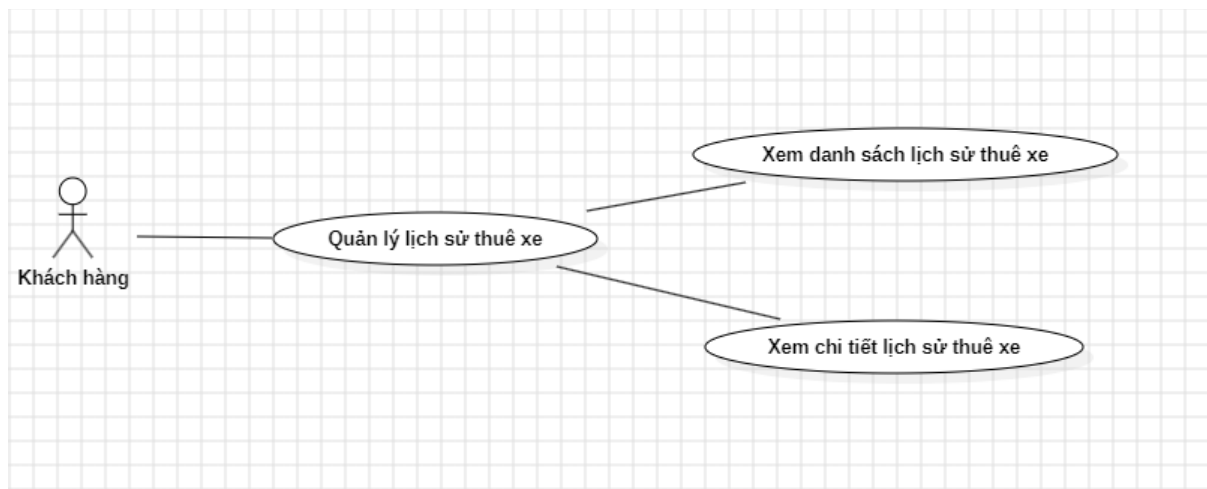 Xem danh sách lịch sử thuê xe
Quản lý lịch sử thuê xe
Khách hàng
Xem chi tiết lịch sử thuê xe